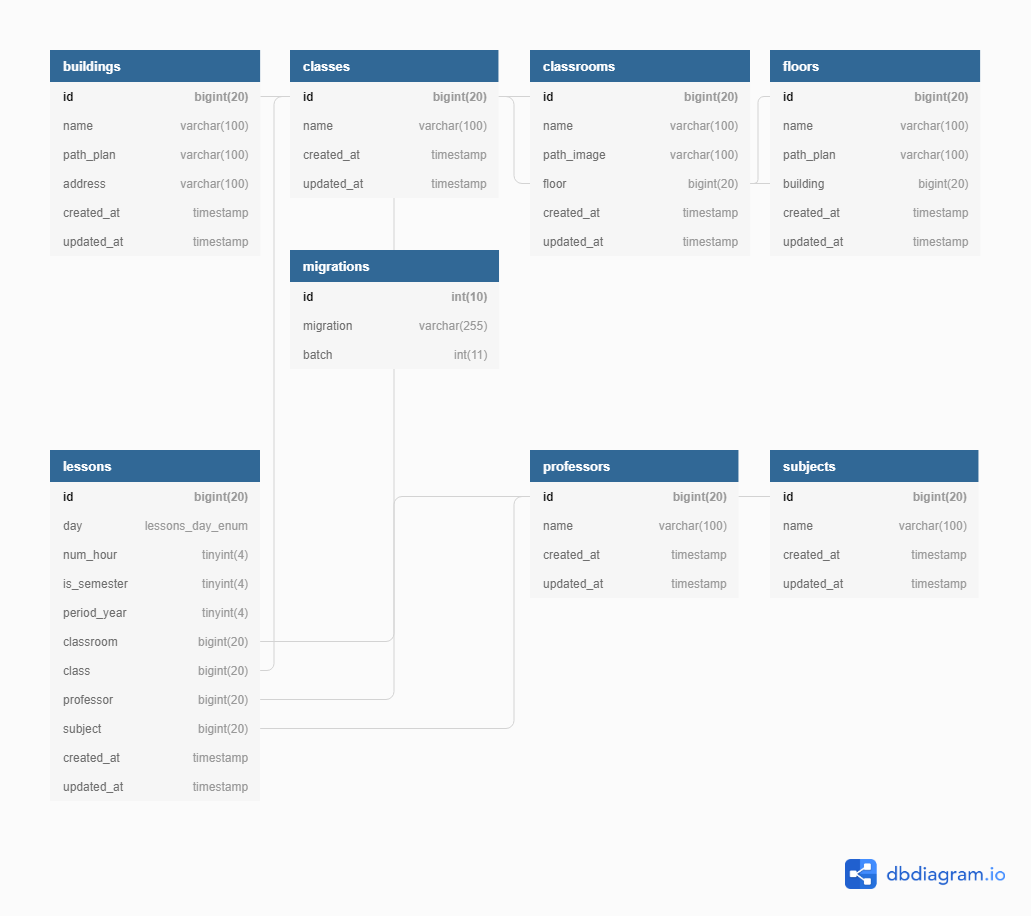 buildings
id bigint(20)
name varchar(100)
path_plan varchar(100)
address varchar(100)
created_at timestamp
updated_at timestamp
classes
id bigint(20)
name varchar(100)
created_at timestamp
updated_at timestamp
classrooms
id bigint(20)
name varchar(100)
path_image varchar(100)
floor bigint(20)
created_at timestamp
updated_at timestamp
floors
id bigint(20)
name varchar(100)
path_plan varchar(100)
building bigint(20)
created_at timestamp
updated_at timestamp
migrations
id int(10)
migration varchar(255)
batch int(11)
lessons
id bigint(20)
day lessons_day_enum
num_hour tinyint(4)
is_semester tinyint(4)
period_year tinyint(4)
classroom bigint(20)
class bigint(20)
professor bigint(20)
subject bigint(20)
created_at timestamp
updated_at timestamp
professors
id bigint(20)
name varchar(100)
created_at timestamp
updated_at timestamp
subjects
id bigint(20)
name varchar(100)
created_at timestamp
updated_at timestamp
dbdiagram.io